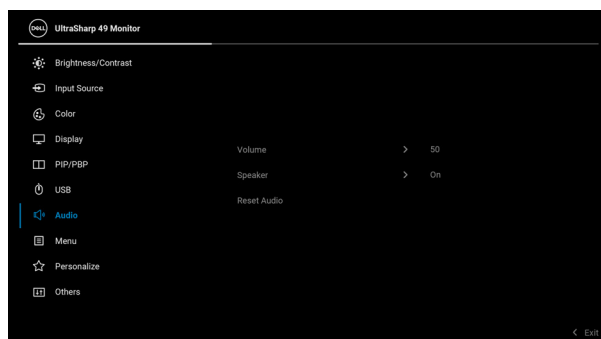 DELL UltraSharp 49 Monitor
Brightness/Contrast
Input Source
Color
Display
PIP/PBP
USB
Audio
Menu
Personalize
Others
Volume > 50
Speaker > On
Reset Audio
< Exit